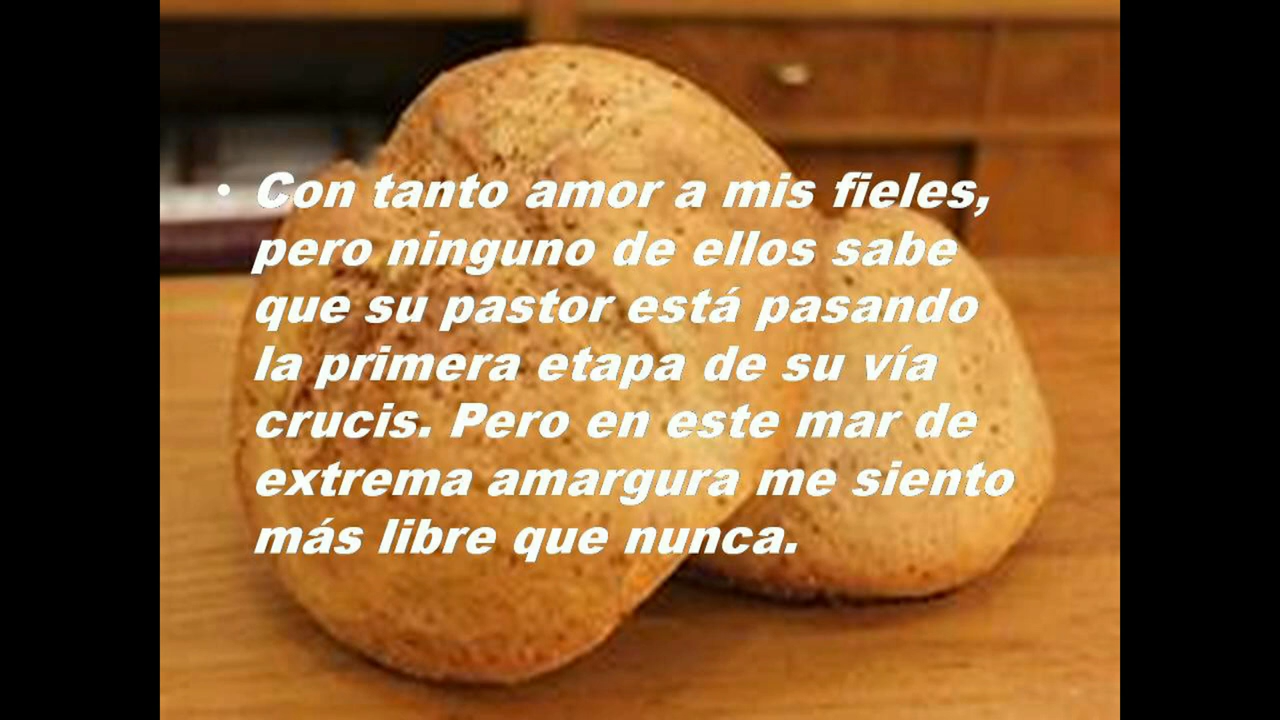 • Con tanto amor a mis fieles,
pero ninguno de ellos sabe
que su pastor está pasando
la primera etapa de su vía
crucis. Pero en este mar de
extrema amargura me siento
más libre que nunca.